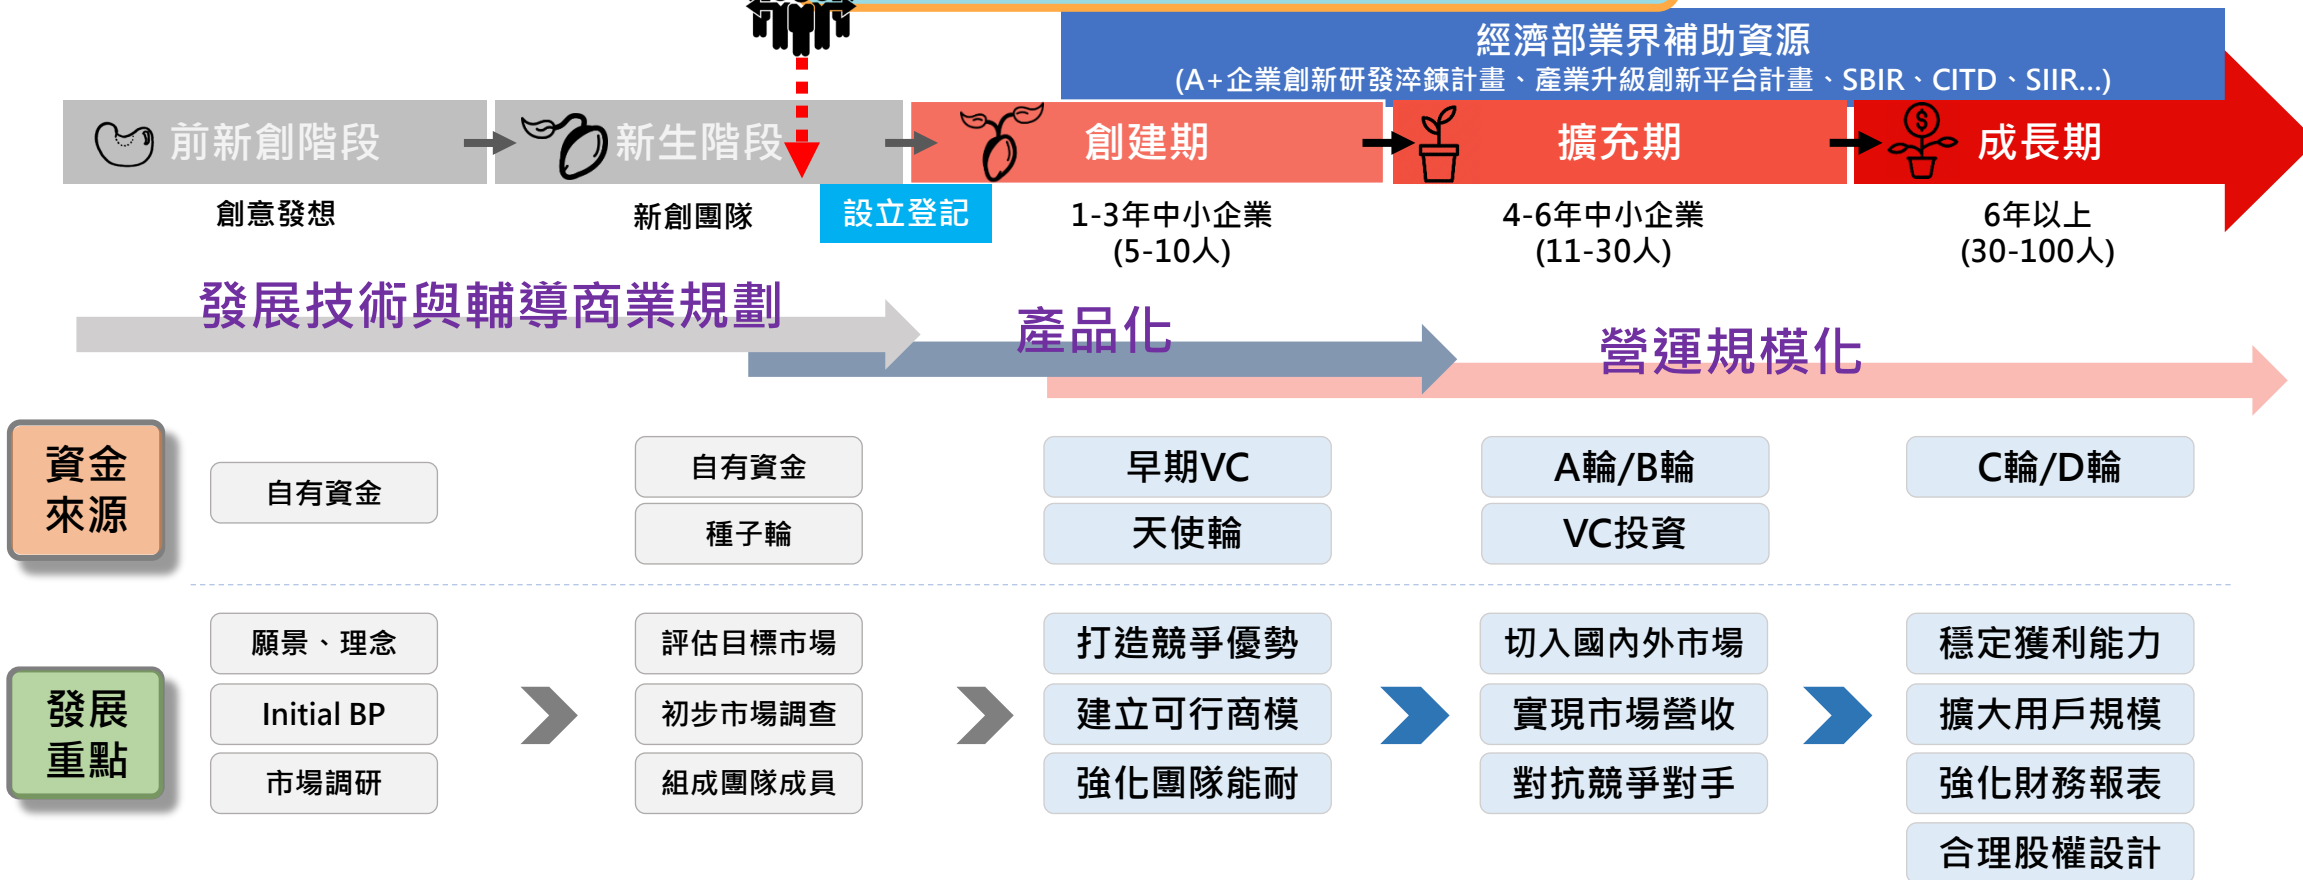 經濟部業界補助資源
(A+企業創新研發淬鍊計畫、產業升級創新平台計畫、SBIR、CITD、SIIR...)
前新創階段
新生階段
創建期
擴充期
成長期
創意發想
新創團隊
設立登記
1-3年中小企業
(5-10人)
4-6年中小企業
(11-30人)
6年以上
(30-100人)
發展技術與輔導商業規劃
產品化
營運規模化
資金
來源
自有資金
自有資金
種子輪
早期VC
天使輪
A輪/B輪
VC投資
C輪/D輪
發展
重點
願景、理念
Initial BP
市場調研
評估目標市場
初步市場調查
組成團隊成員
打造競爭優勢
建立可行商模
強化團隊能耐
切入國內外市場
實現市場營收
對抗競爭對手
穩定獲利能力
擴大用戶規模
強化財務報表
合理股權設計